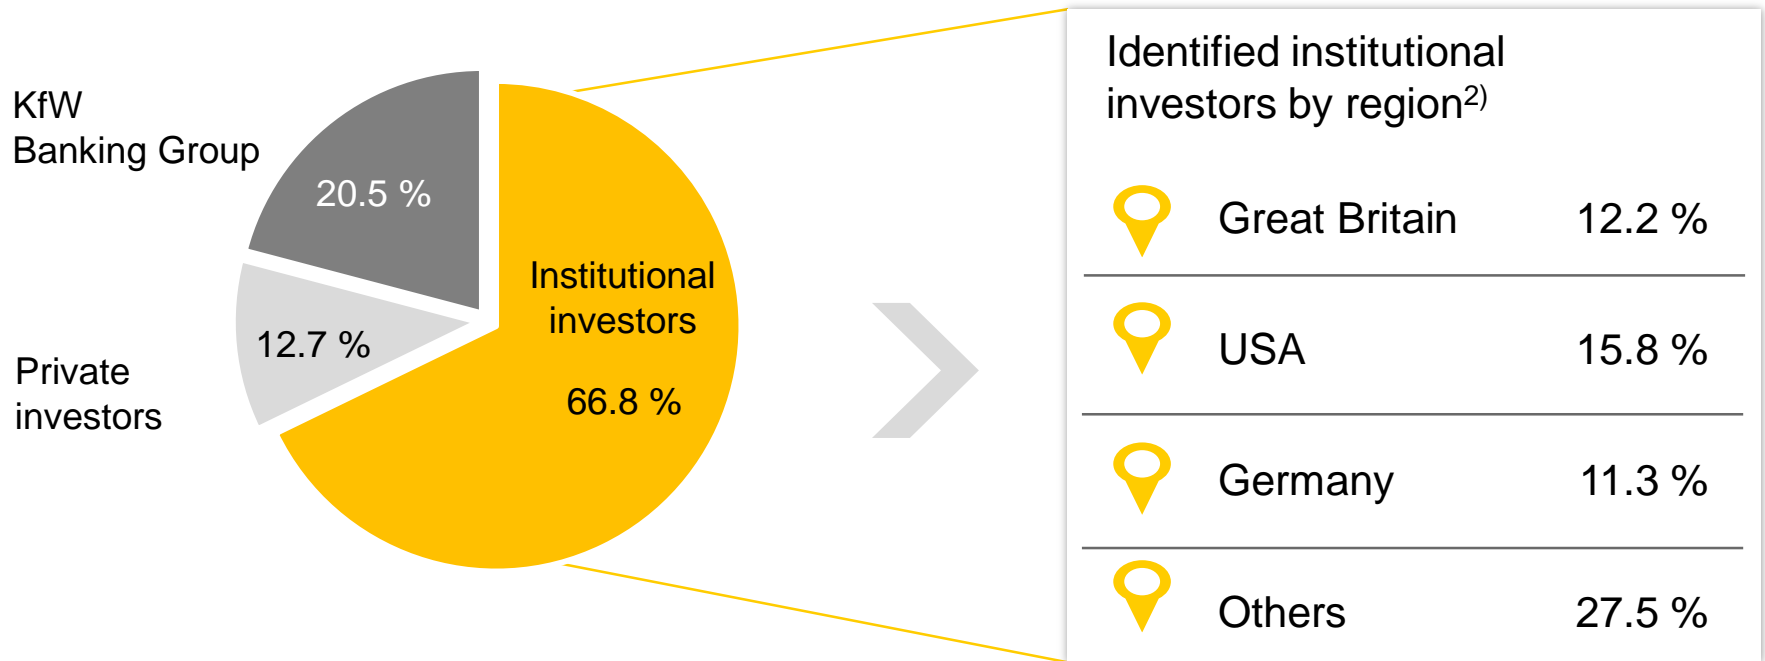 KfW
Banking Group
20.5 %
12.7 %
Private
investors
Institutional
investors
66.8 %
Identified institutional
investors by region2)
Great Britain 12.2 %
USA 15.8 %
Germany 11.3 %
Others 27.5 %